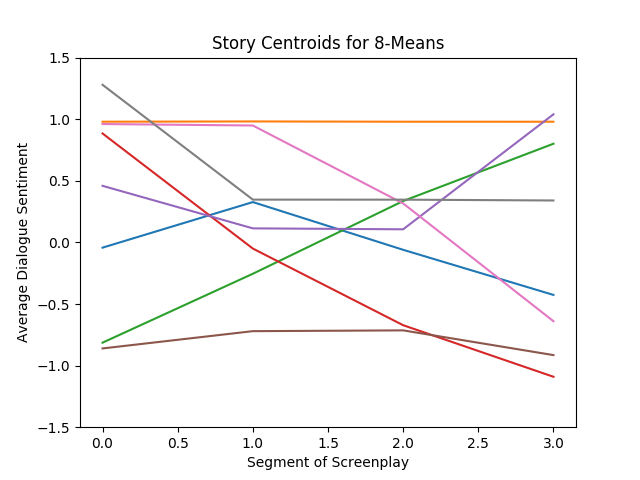 Story Centroids for 8-Means
1.5
1.0
0.5
0.0
−0.5
−1.0
−1.5
Average Dialogue Sentiment
0.0 0.5 1.0 1.5 2.0 2.5 3.0
Segment of Screenplay